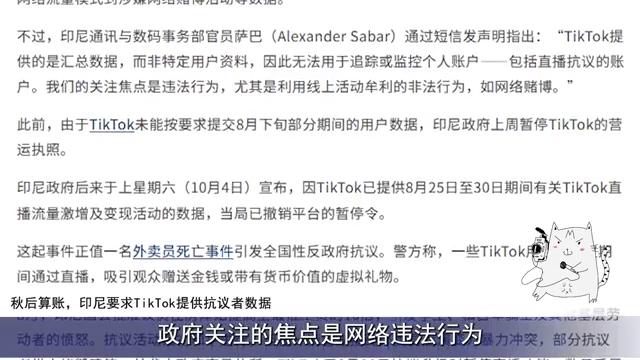 网络流量模式到涉嫌网络赌博活动等数据。
不过，印尼通讯与数码事务部官员萨巴（Alexander Sabar）通过短信发声明指出：“TikTok提
供的是汇总数据，而非特定用户资料，因此无法用于追踪或监控个人账户——包括直播抗议的账
户。我们的关注焦点是违法行为，尤其是利用线上活动牟利的非法行为，如网络赌博。”
此前，由于TikTok未能按要求提交8月下旬部分期间的用户数据，印尼政府上周暂停TikTok的营
运执照。
印尼政府后来于上星期六（10月4日）宣布，因TikTok已提供8月25日至30日期间有关TikTok直
播流量激增及变现活动的数据，当局已撤销平台的暂停令。
这起事件正值一名外卖员死亡事件引发全国性反政府抗议。警方称，一些TikTok用
间通过直播，吸引观众赠送金钱或带有货币价值的虚拟礼物。
秋后算账，印尼要求TikTok提供抗议者数据
基层劳
动者的愤怒。抗议活动
暴力冲突，部分抗议
政府关注的焦点是网络违法行为